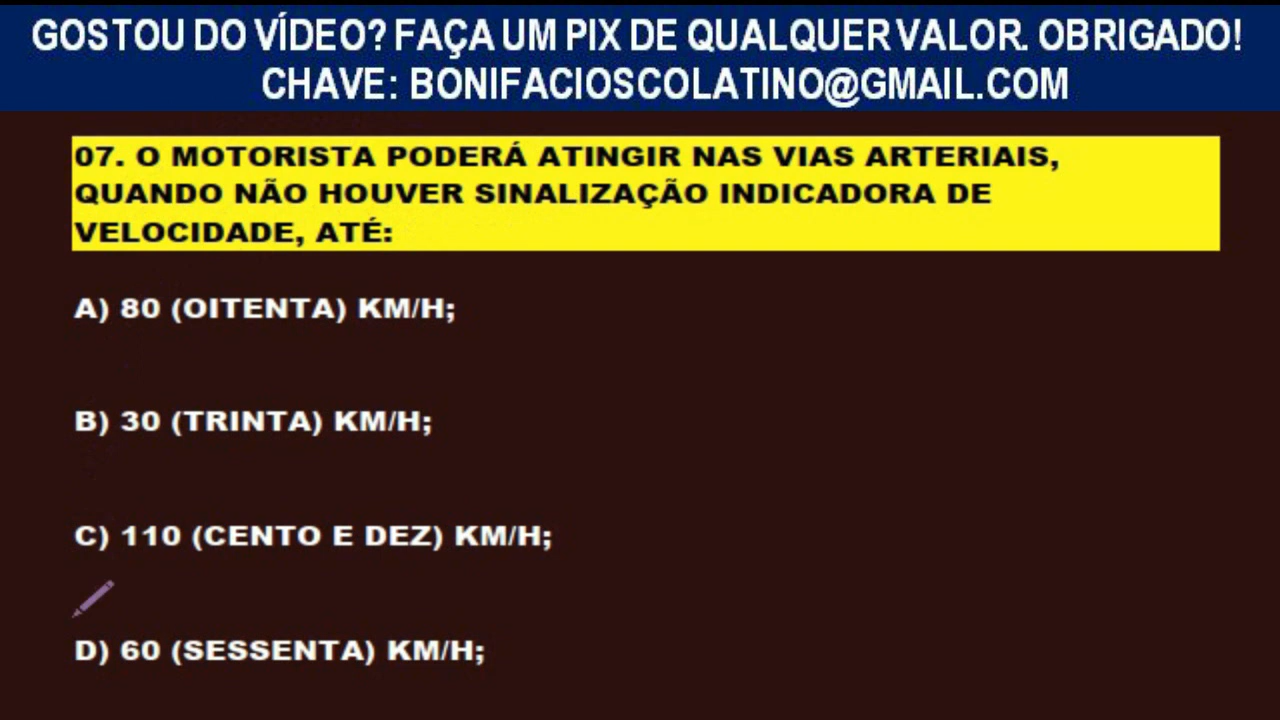 GOSTOU DO VÍDEO? FAÇA UM PIX DE QUALQUER VALOR. OBRIGADO!
CHAVE: BONIFACIOSCOLATINO@GMAIL.COM
07. O MOTORISTA PODERÁ ATINGIR NAS VIAS ARTERIAIS,
QUANDO NÃO HOUVER SINALIZAÇÃO INDICADORA DE
VELOCIDADE, ATÉ:
A) 80 (OITENTA) KM/H;
B) 30 (TRINTA) KM/H;
C) 110 (CENTO E DEZ) KM/H;
D) 60 (SESSENTA) KM/H;